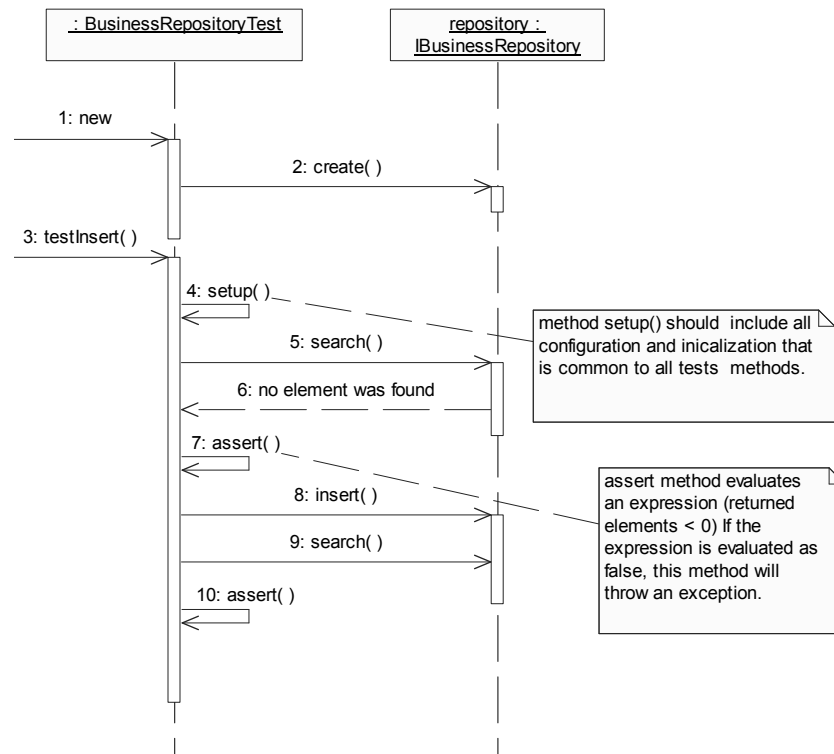 : BusinessRepositoryTest
repository :
IBusinessRepository
1: new
2: create( )
3: testInsert( )
4: setup( )
method setup() should include all
configuration and inicalization that
is common to all tests methods.
5: search( )
6: no element was found
7: assert( )
assert method evaluates
an expression (returned
elements < 0) If the
expression is evaluated as
false, this method will
throw an exception.
8: insert( )
9: search( )
10: assert( )